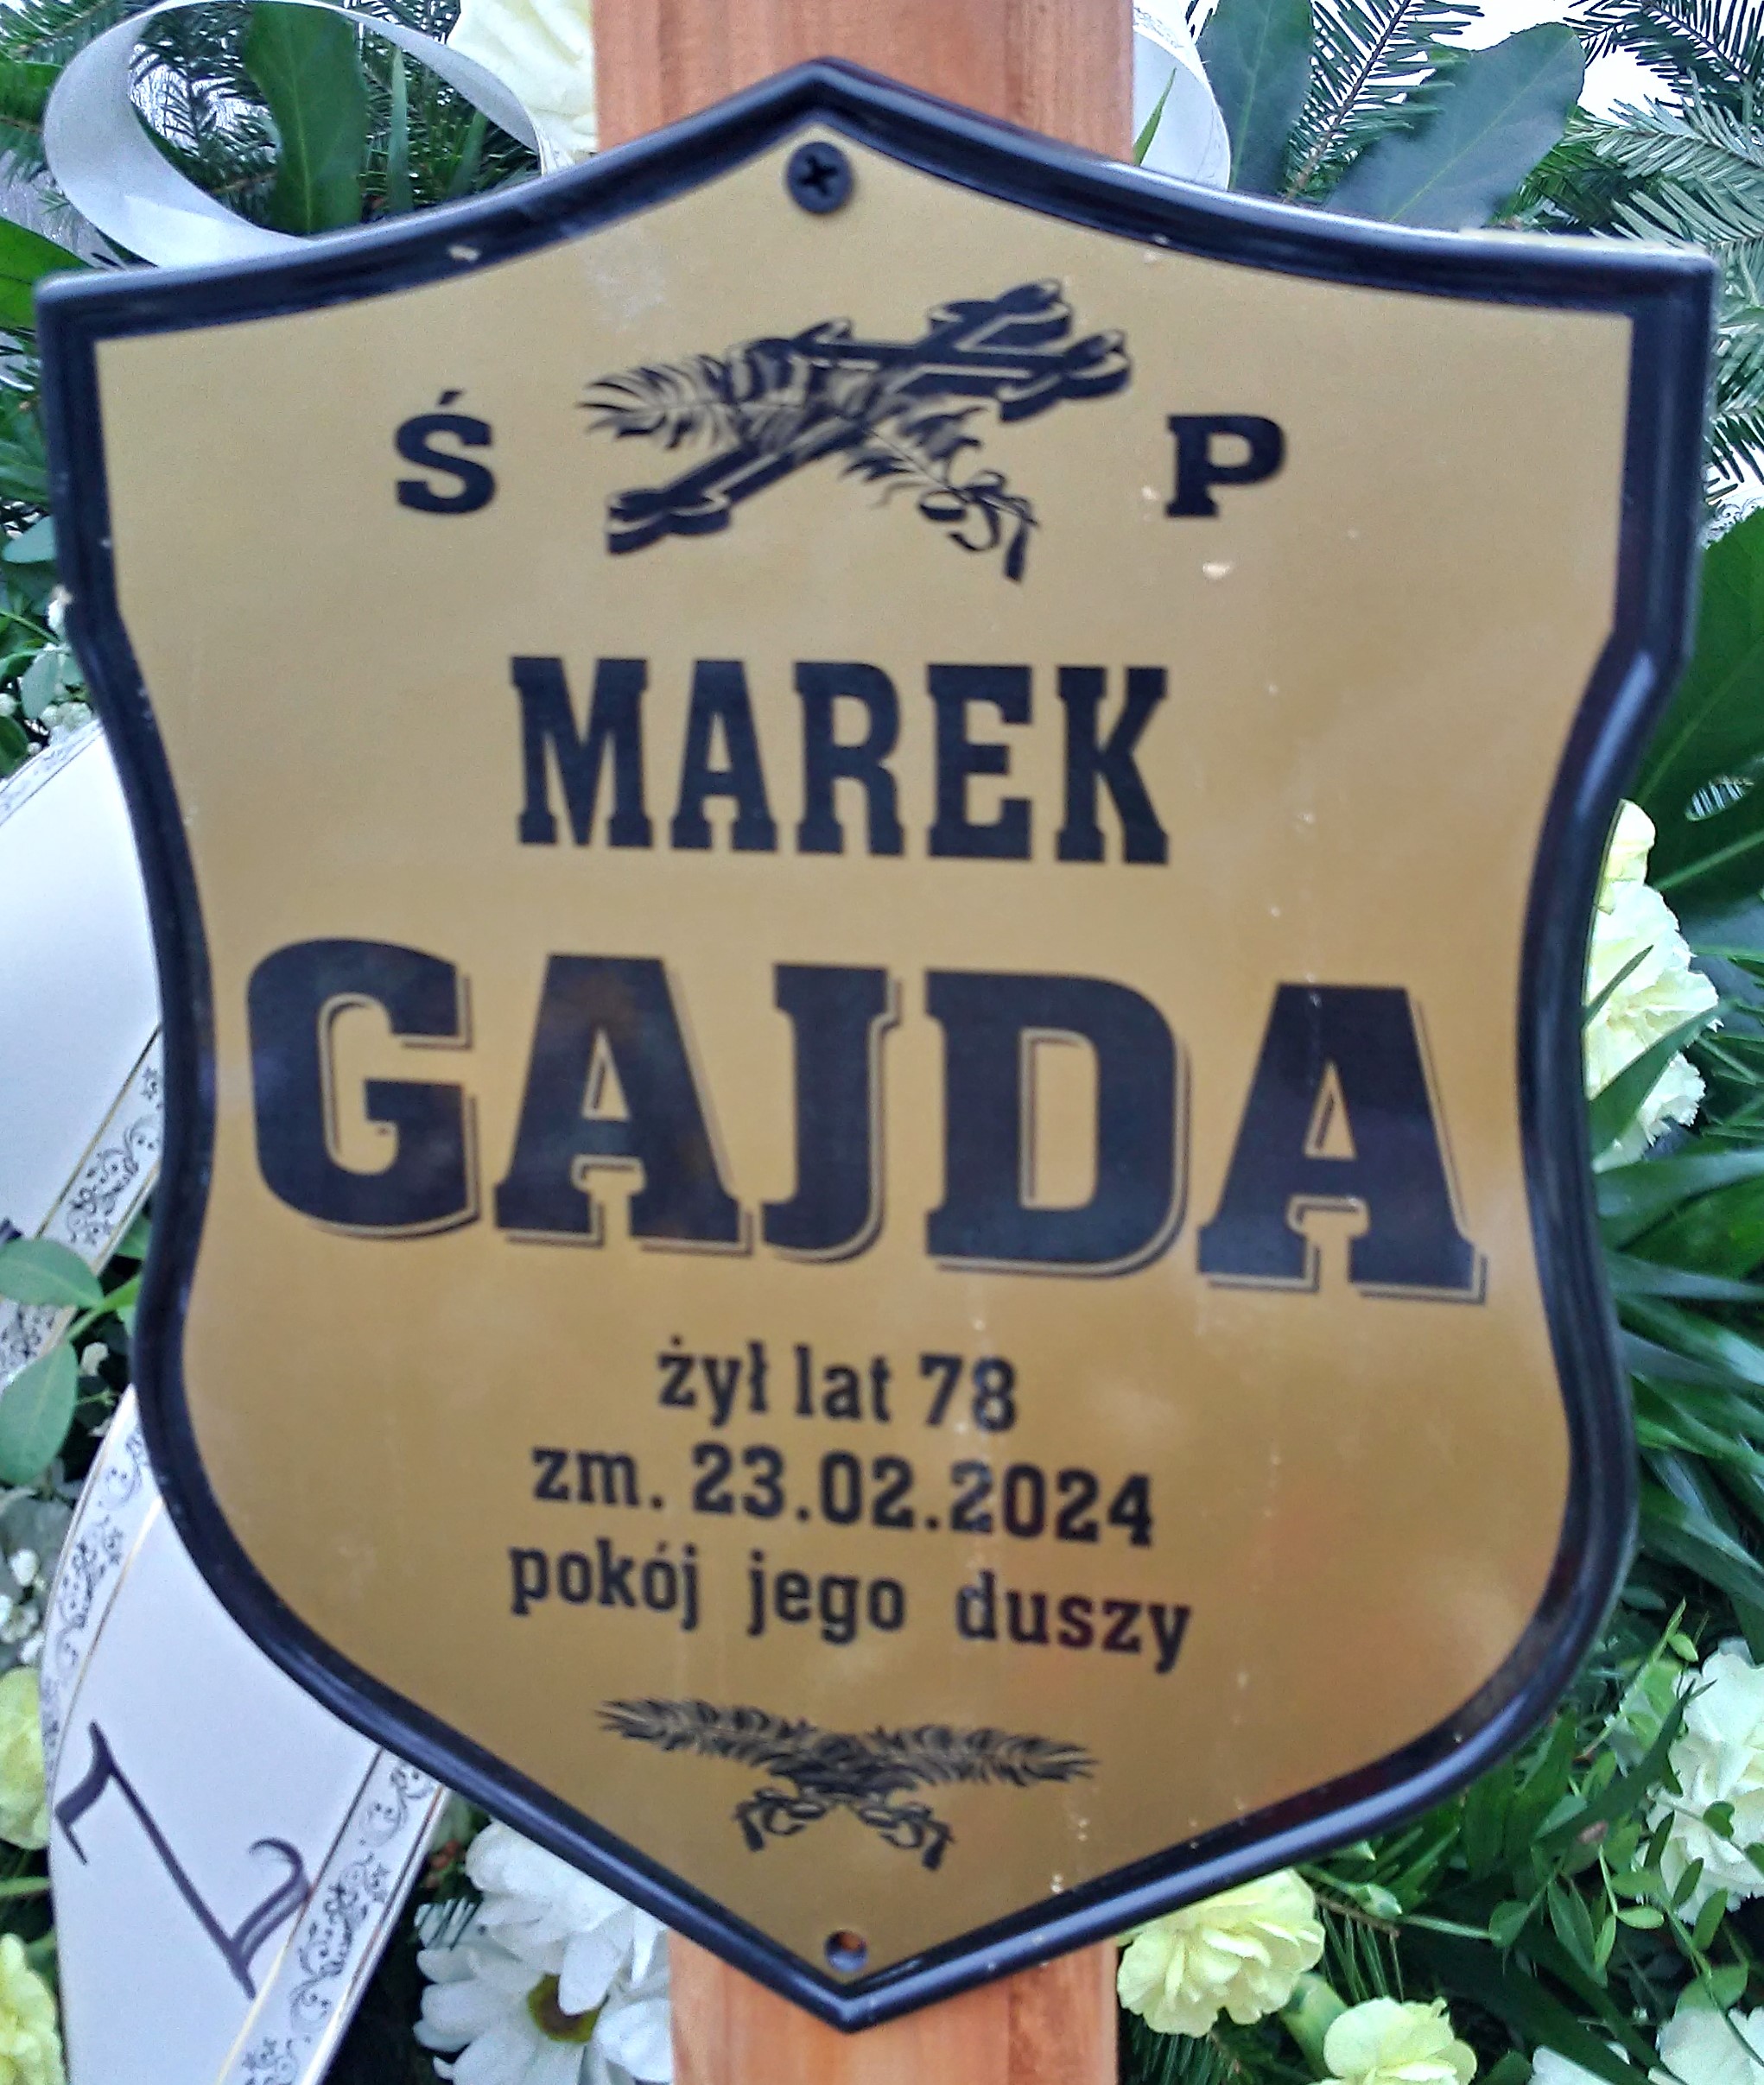 Ś P
MAREK
GAJDA
żył lat 78
zm. 23.02.2024
pokój jego duszy